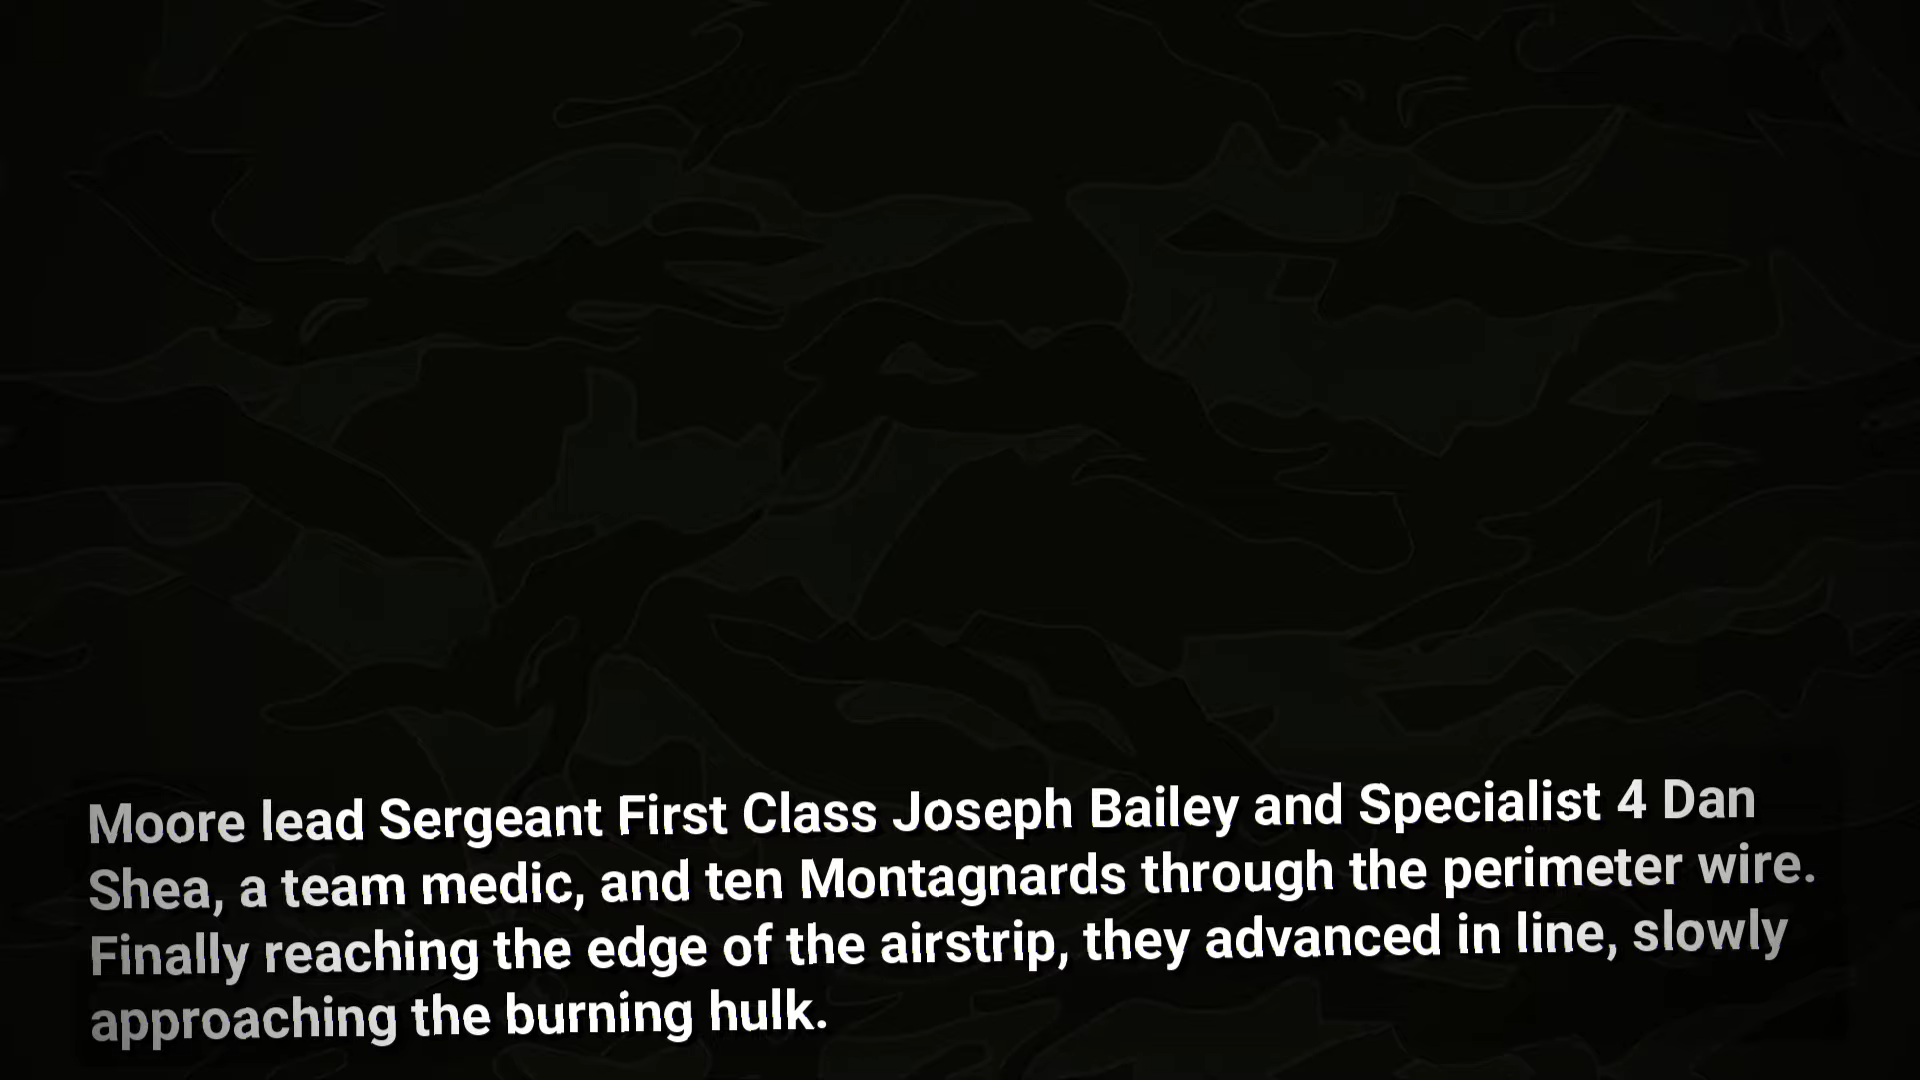 Moore lead Sergeant First Class Joseph Bailey and Specialist 4 Dan
Shea, a team medic, and ten Montagnards through the perimeter wire.
Finally reaching the edge of the airstrip, they advanced in line, slowly
approaching the burning hulk.